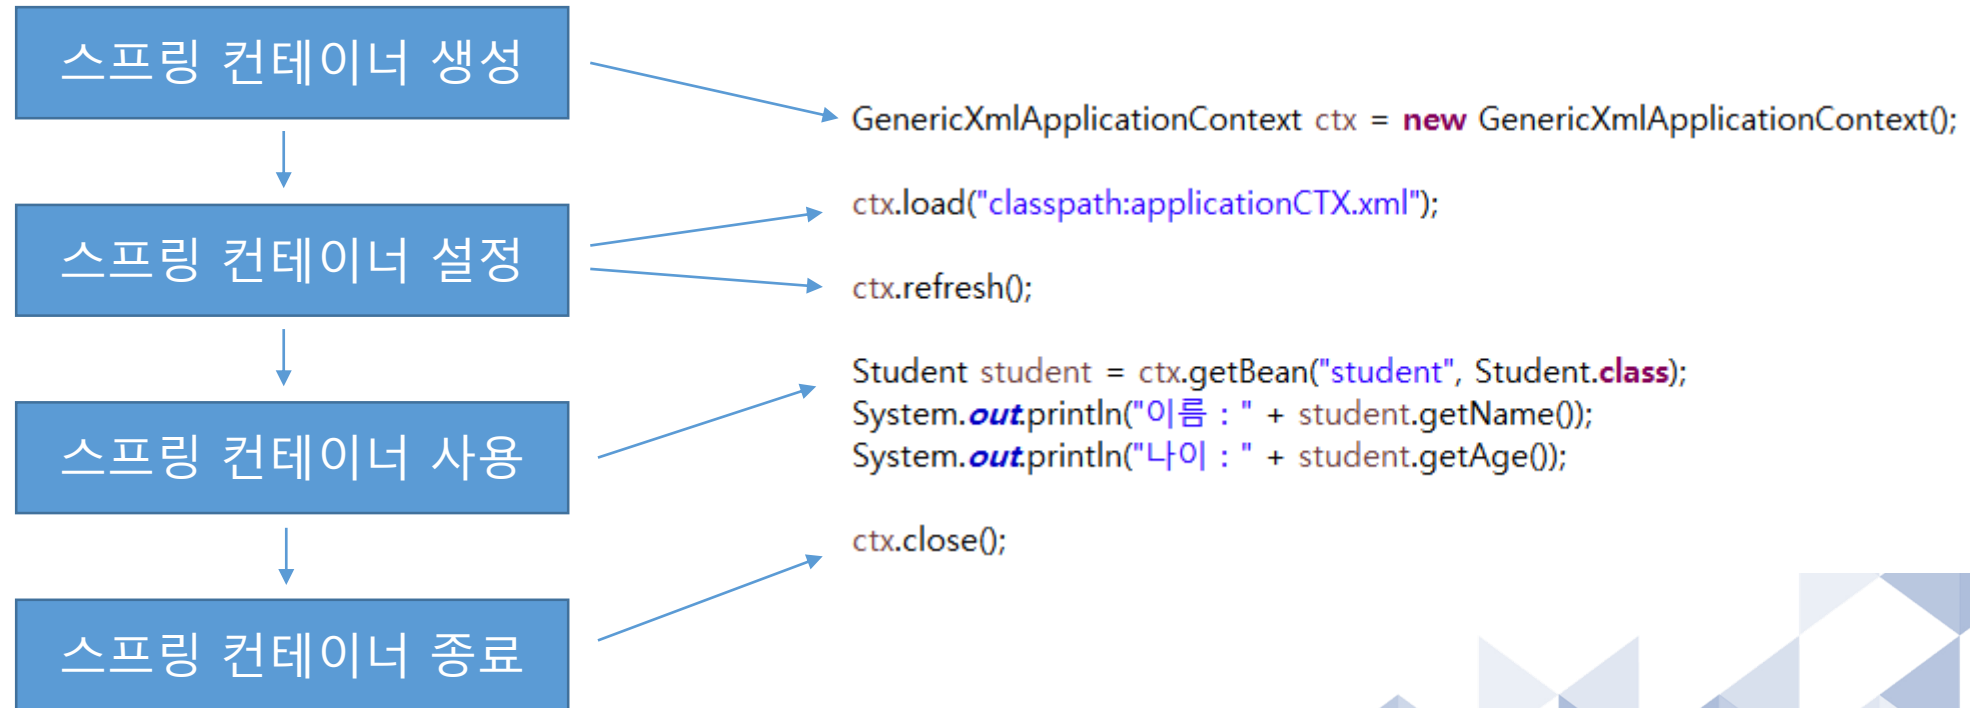 스프링 컨테이너 생성
스프링 컨테이너 설정
스프링 컨테이너 사용
스프링 컨테이너 종료
GenericXmlApplicationContext ctx = new GenericXmlApplicationContext();
ctx.load("classpath:applicationCTX.xml");
ctx.refresh();
Student student = ctx.getBean("student", Student.class);
System.out.println("이름 : " + student.getName());
System.out.println("나이 : " + student.getAge());
ctx.close();